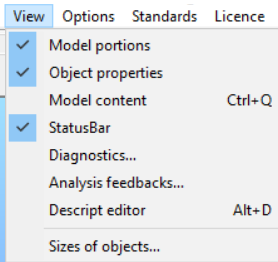 View Options Standards Licence
Model portions
Object properties
Model content Ctrl+Q
StatusBar
Diagnostics...
Analysis feedbacks...
Descript editor Alt+D
Sizes of objects...